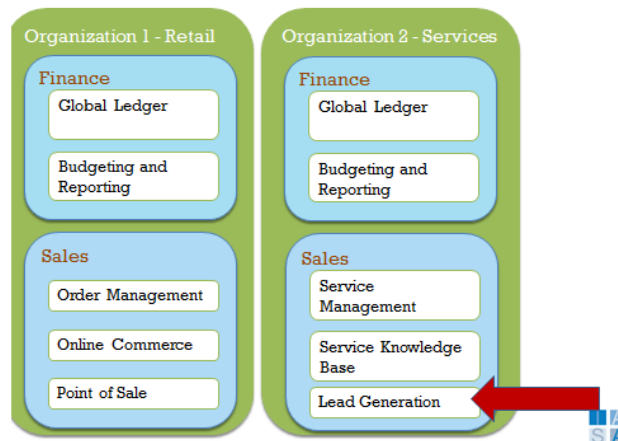 Organization 1 - Retail
Finance
Global Ledger
Budgeting and
Reporting
Sales
Order Management
Online Commerce
Point of Sale
Organization 2 - Services
Finance
Global Ledger
Budgeting and
Reporting
Sales
Service
Management
Service Knowledge
Base
Lead Generation
I A
S A